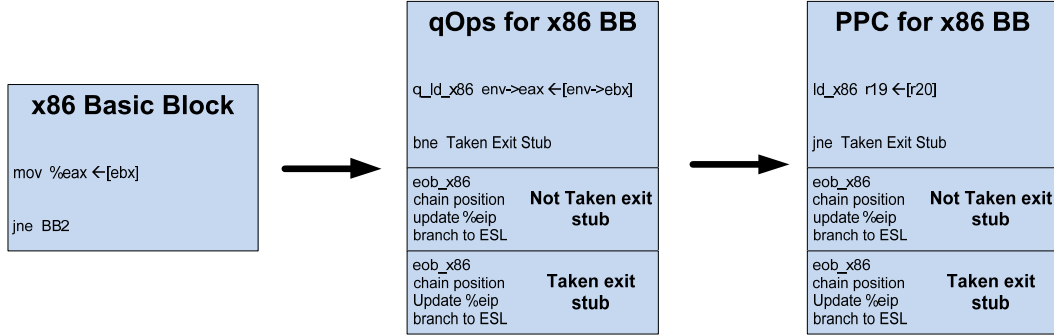 x86 Basic Block
mov %eax ←[ebx]
jne BB2
qOps for x86 BB
q_ld_x86 env->eax ←[env->ebx]
bne Taken Exit Stub
eob_x86
chain position
update %eip
branch to ESL
Not Taken exit
stub
eob_x86
chain position
Update %eip
branch to ESL
Taken exit
stub
PPC for x86 BB
ld_x86 r19 ←[r20]
jne Taken Exit Stub
eob_x86
chain position
update %eip
branch to ESL
Not Taken exit
stub
eob_x86
chain position
Update %eip
branch to ESL
Taken exit
stub